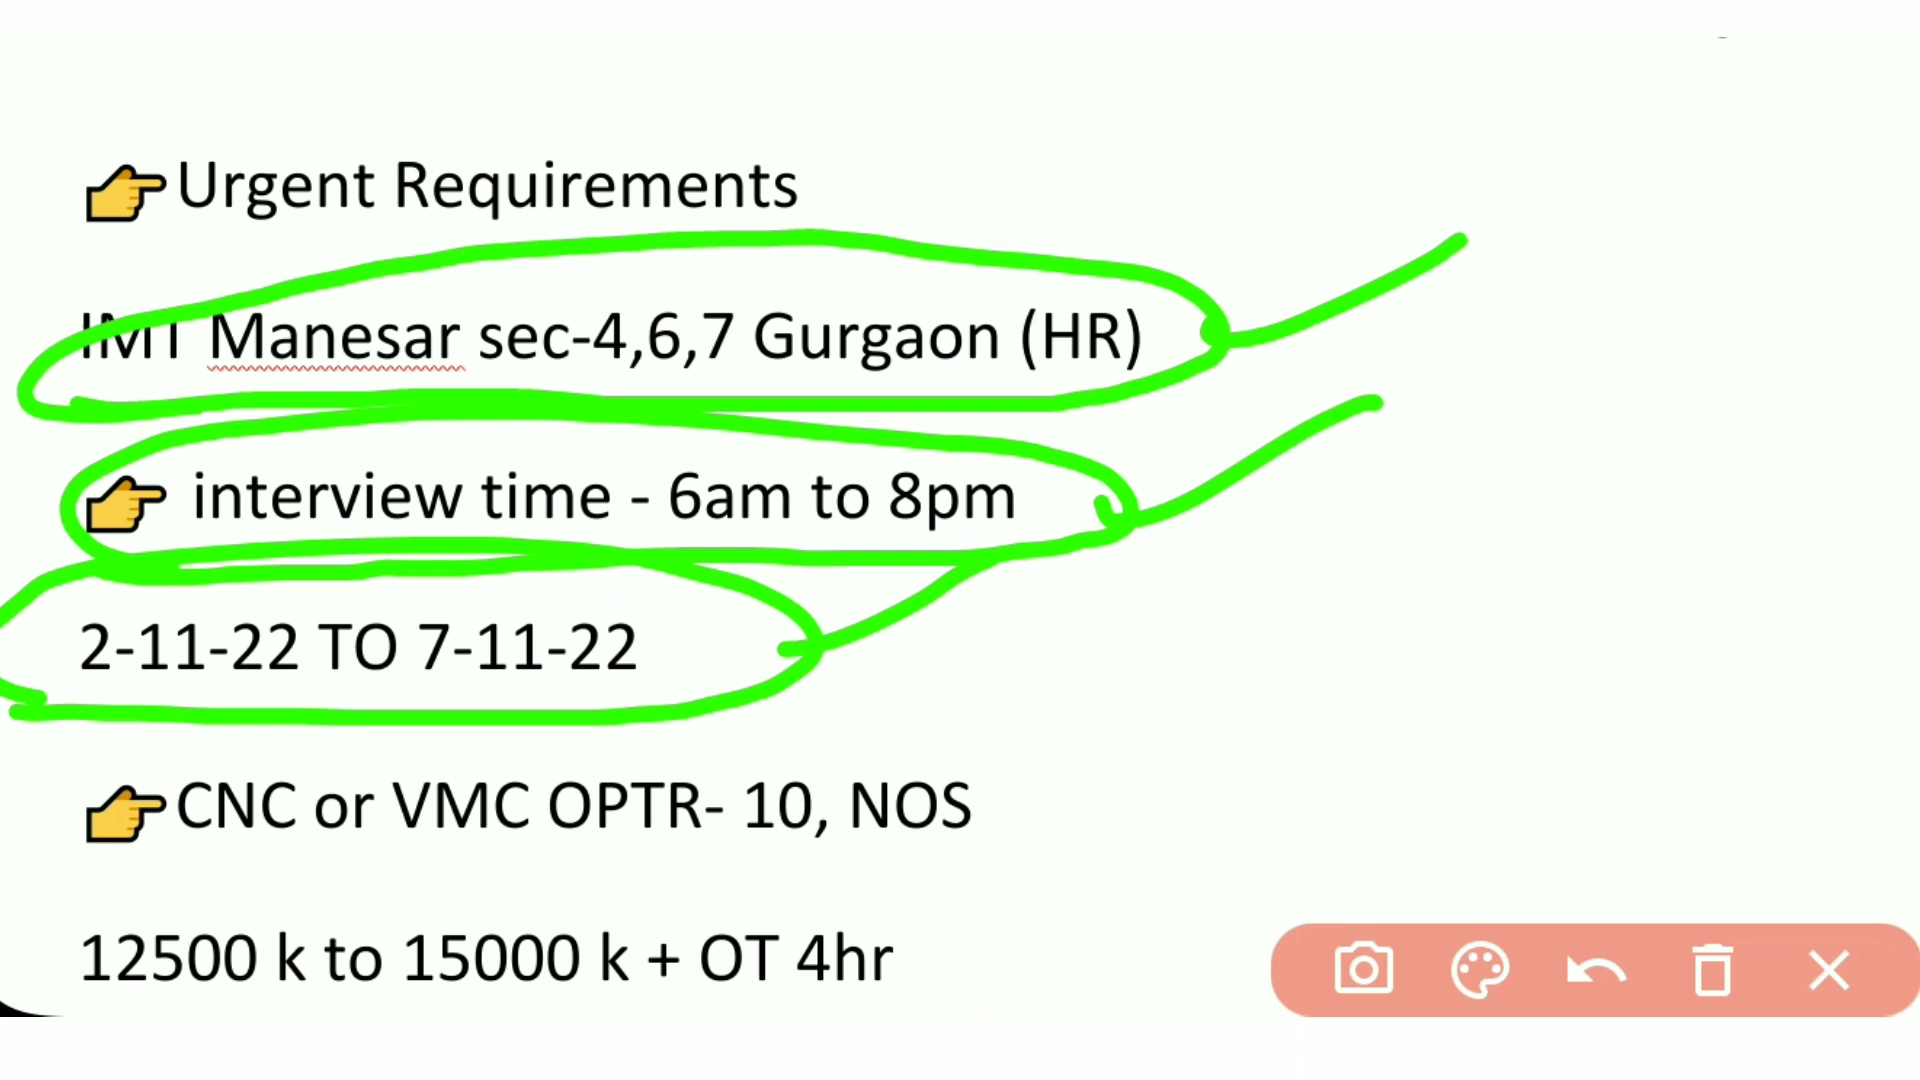 👉Urgent Requirements
IMT Manesar sec-4,6,7 Gurgaon (HR)
👉 interview time - 6am to 8pm
2-11-22 TO 7-11-22
👉CNC or VMC OPTR- 10, NOS
12500 k to 15000 k + OT 4hr